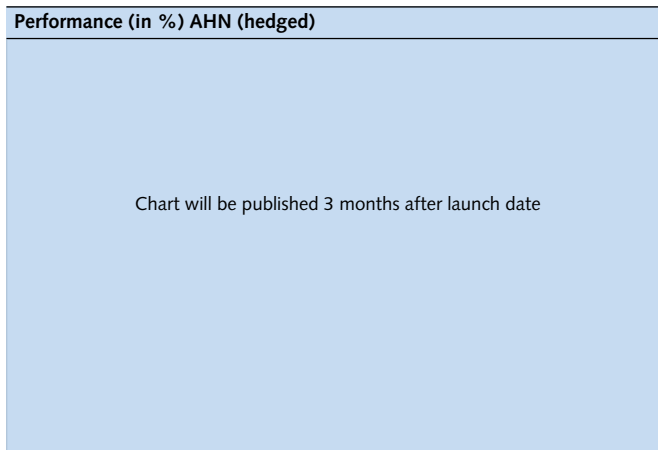 Performance (in %) AHN (hedged)
Chart will be published 3 months after launch date